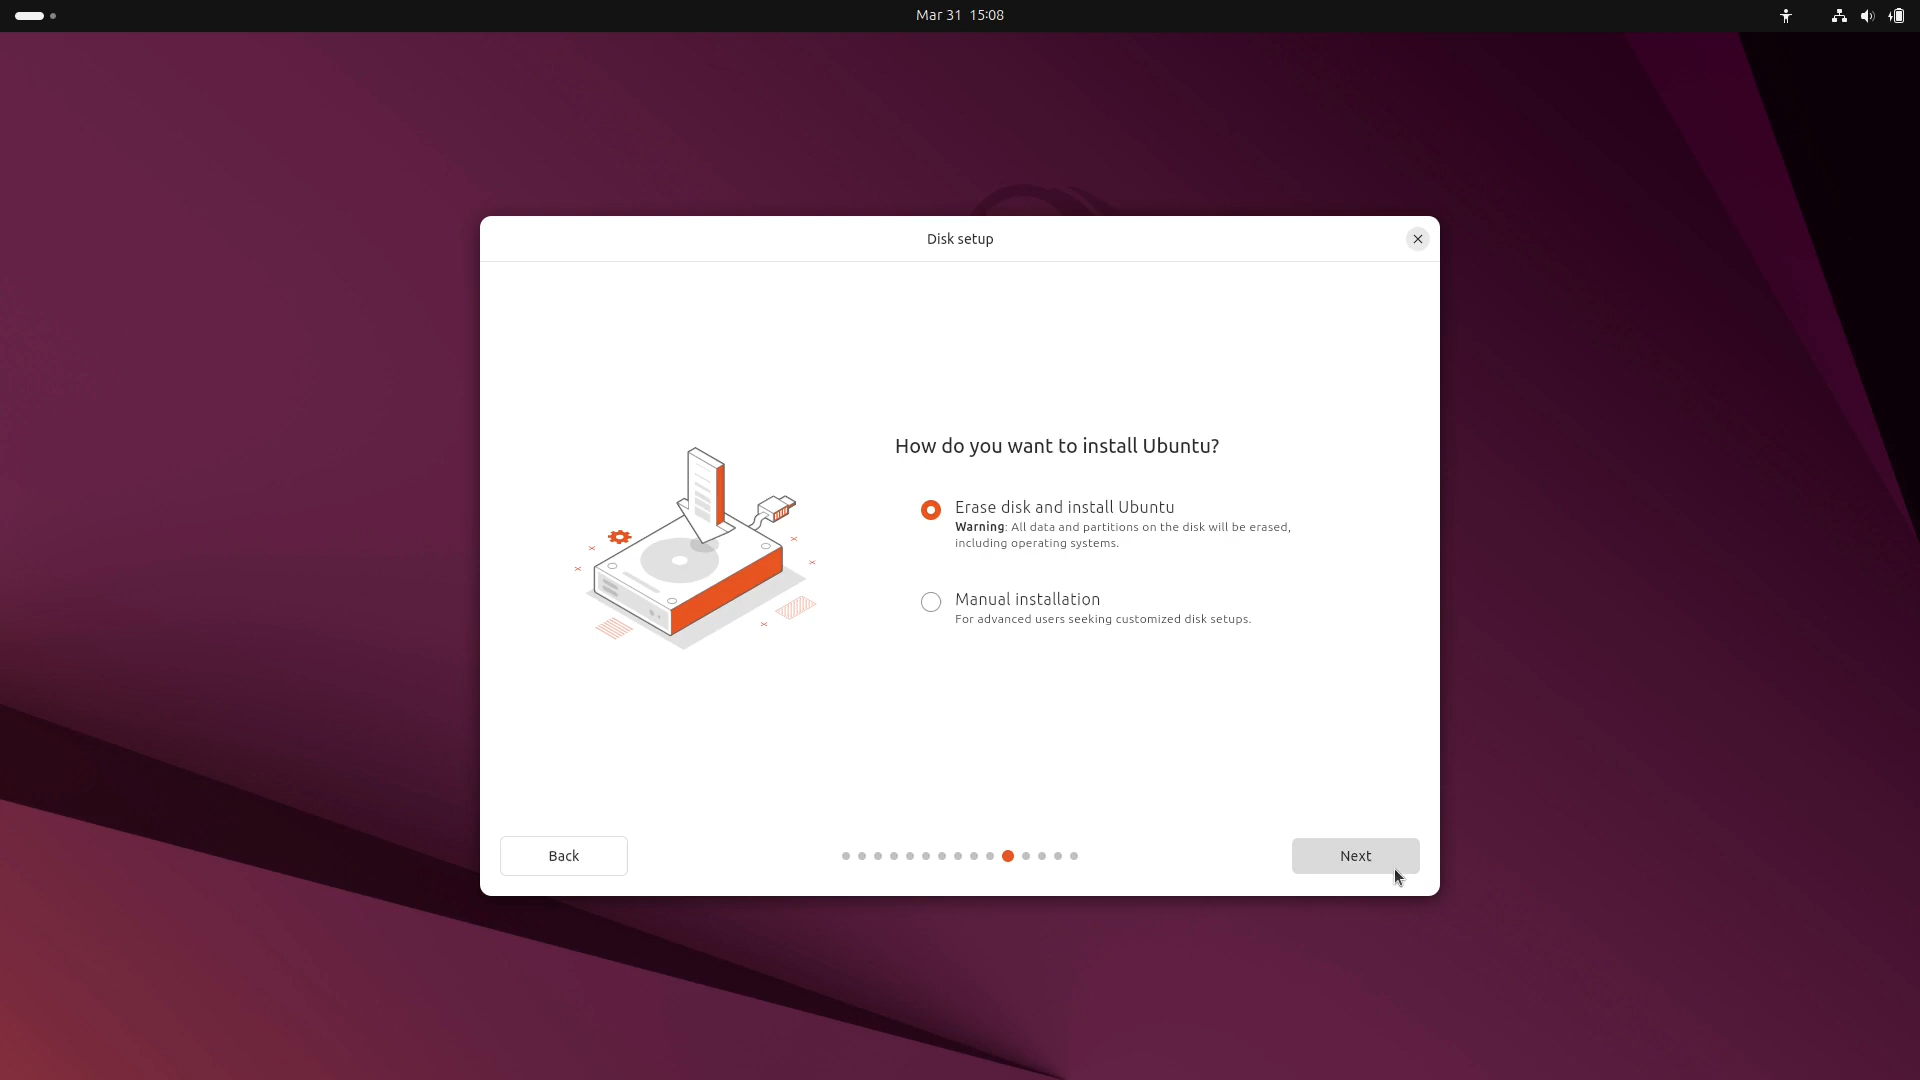 Mar 31 15:08
Disk setup
How do you want to install Ubuntu?
Erase disk and install Ubuntu
Warning: All data and partitions on the disk will be erased,
including operating systems.
Manual installation
For advanced users seeking customized disk setups.
Back
Next